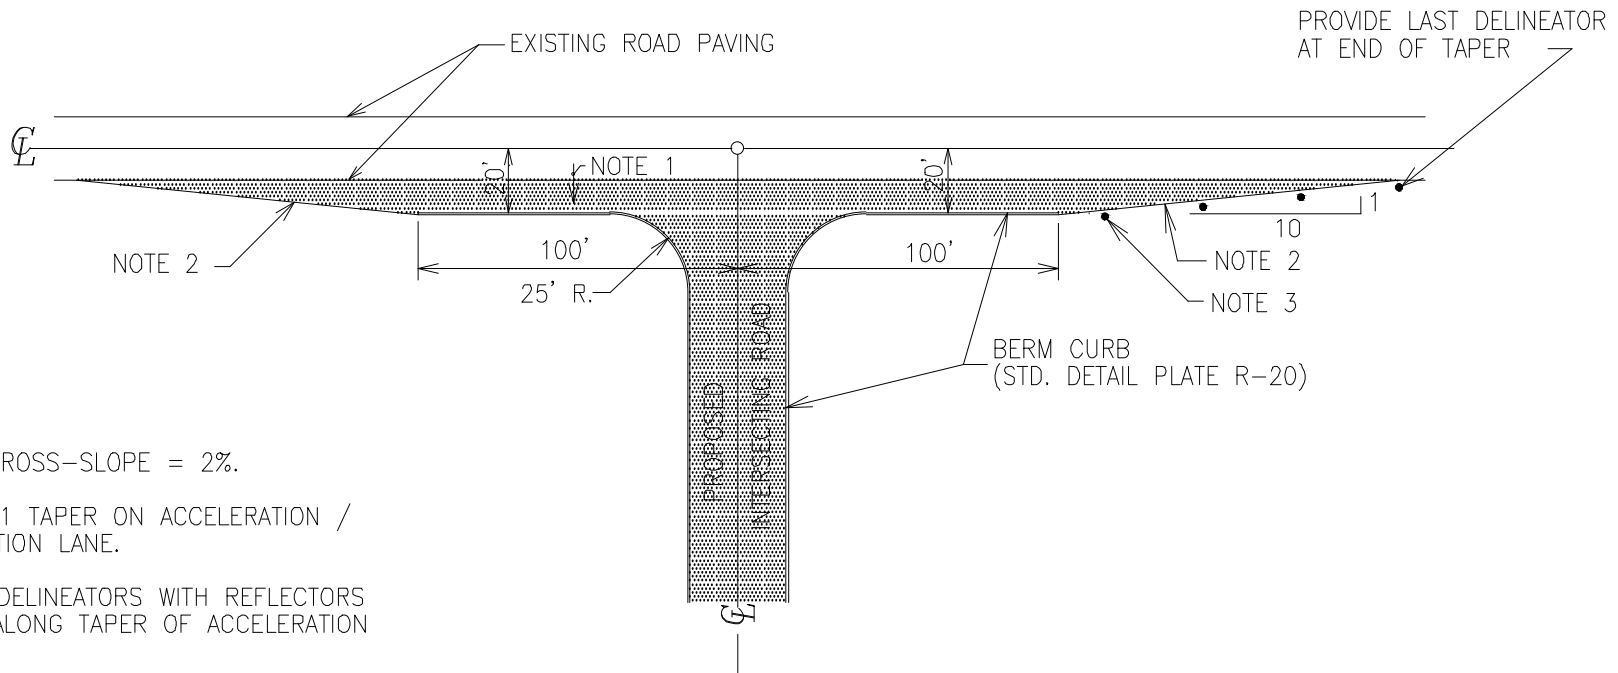 PROVIDE LAST DELINEATOR
AT END OF TAPER
EXISTING ROAD PAVING
℄
20'
NOTE 1
20'
1
10
100'
100'
NOTE 2
NOTE 2
25' R.
NOTE 3
BERM CURB
(STD. DETAIL PLATE R-20)
PROPOSED
INTERSECTING ROAD
ROSS-SLOPE = 2%.
1 TAPER ON ACCELERATION /
TION LANE.
DELINEATORS WITH REFLECTORS
ALONG TAPER OF ACCELERATION
℄